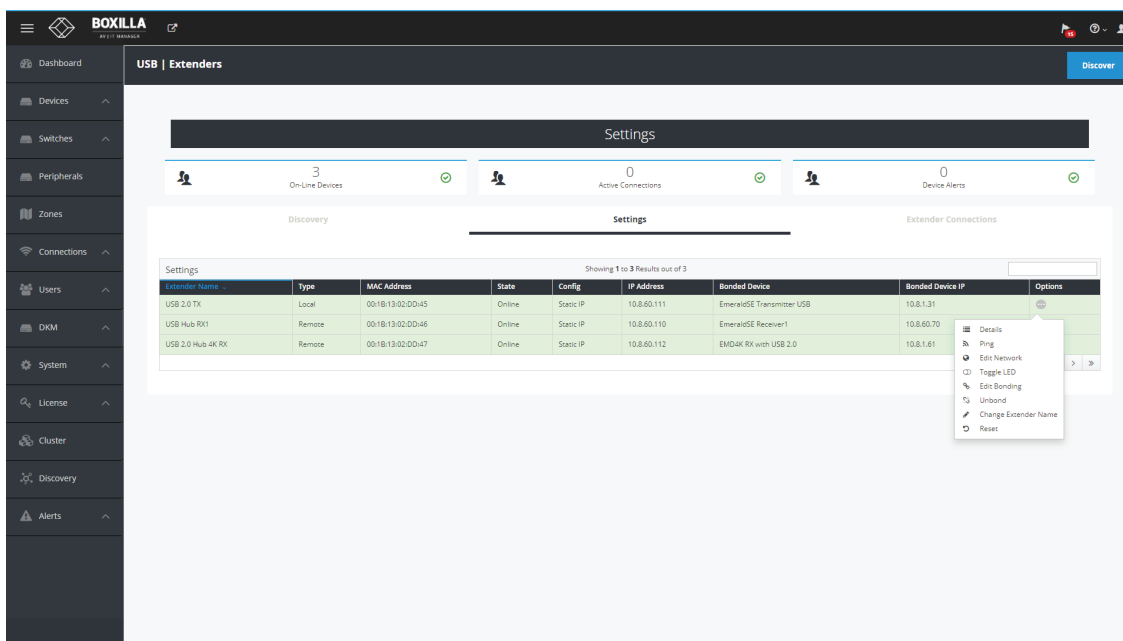 BOXILLA
AV | IT MANAGER
15
Dashboard
Devices
Switches
Peripherals
Zones
Connections
Users
DKM
System
License
Cluster
Discovery
Alerts
USB | Extenders
Discover
Settings
3
On-Line Devices
0
Active Connections
0
Device Alerts
Discovery
Settings
Extender Connections
Settings
Showing 1 to 3 Results out of 3
Extender Name Type MAC Address State Config IP Address Bonded Device Bonded Device IP Options
USB 2.0 TX Local 00:1B:13:02:DD:45 Online Static IP 10.8.60.111 EmeraldSE Transmitter USB 10.8.1.31
USB Hub RX1 Remote 00:1B:13:02:DD:46 Online Static IP 10.8.60.110 EmeraldSE Receiver1 10.8.60.70
USB 2.0 Hub 4K RX Remote 00:1B:13:02:DD:47 Online Static IP 10.8.60.112 EMD4K RX with USB 2.0 10.8.1.61
Details
Ping
Edit Network
Toggle LED
Edit Bonding
Unbond
Change Extender Name
Reset